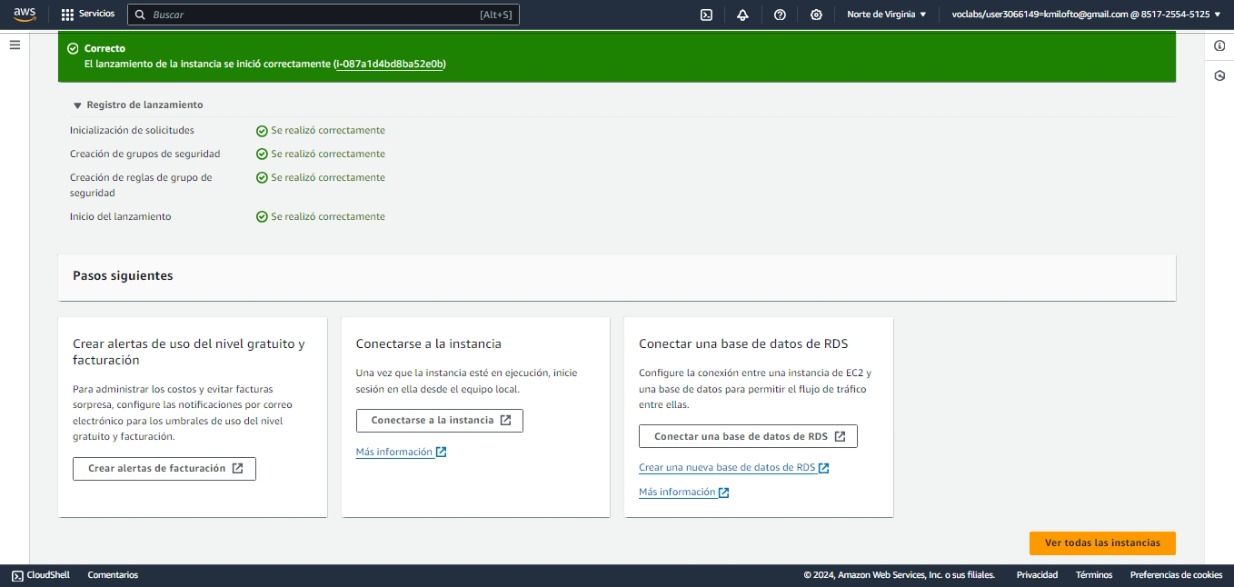 aws Servicios Buscar [Alt+S] Norte de Virginia voclabs/user3066149=kmilofto@gmail.com @ 8517-2554-5125
Correcto
El lanzamiento de la instancia se inició correctamente (i-087a1d4bd8ba52e0b)
Registro de lanzamiento
Inicialización de solicitudes Se realizó correctamente
Creación de grupos de seguridad Se realizó correctamente
Creación de reglas de grupo de Se realizó correctamente
seguridad
Inicio del lanzamiento Se realizó correctamente
Pasos siguientes
Crear alertas de uso del nivel gratuito y
facturación
Para administrar los costos y evitar facturas
sorpresa, configure las notificaciones por correo
electrónico para los umbrales de uso del nivel
gratuito y facturación.
Crear alertas de facturación
Conectarse a la instancia
Una vez que la instancia esté en ejecución, inicie
sesión en ella desde el equipo local.
Conectarse a la instancia
Más información
Conectar una base de datos de RDS
Configure la conexión entre una instancia de EC2 y
una base de datos para permitir el flujo de tráfico
entre ellas.
Conectar una base de datos de RDS
Crear una nueva base de datos de RDS
Más información
Ver todas las instancias
CloudShell Comentarios © 2024, Amazon Web Services, Inc. o sus filiales. Privacidad Términos Preferencias de cookies